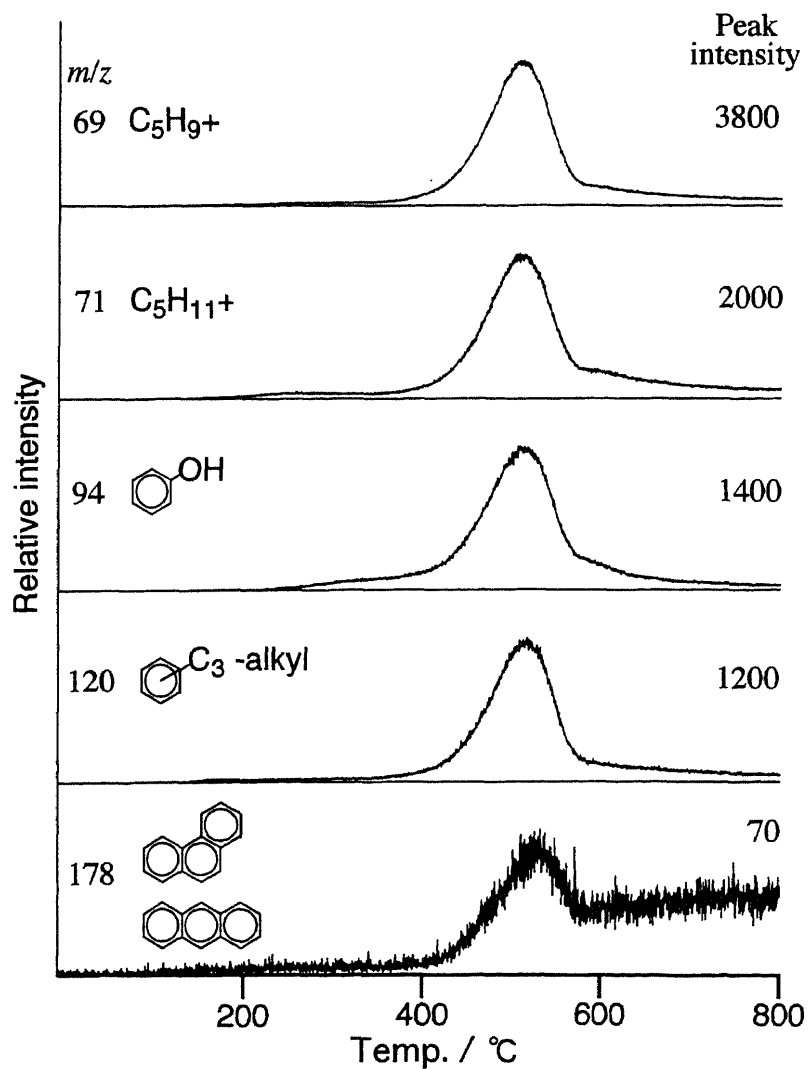 Peak
intensity
m/z
69 C₅H₉+ 3800
71 C₅H₁₁+ 2000
94 OH 1400
120 C₃ -alkyl 1200
178 70
Relative intensity
200 400 600 800
Temp. / ℃